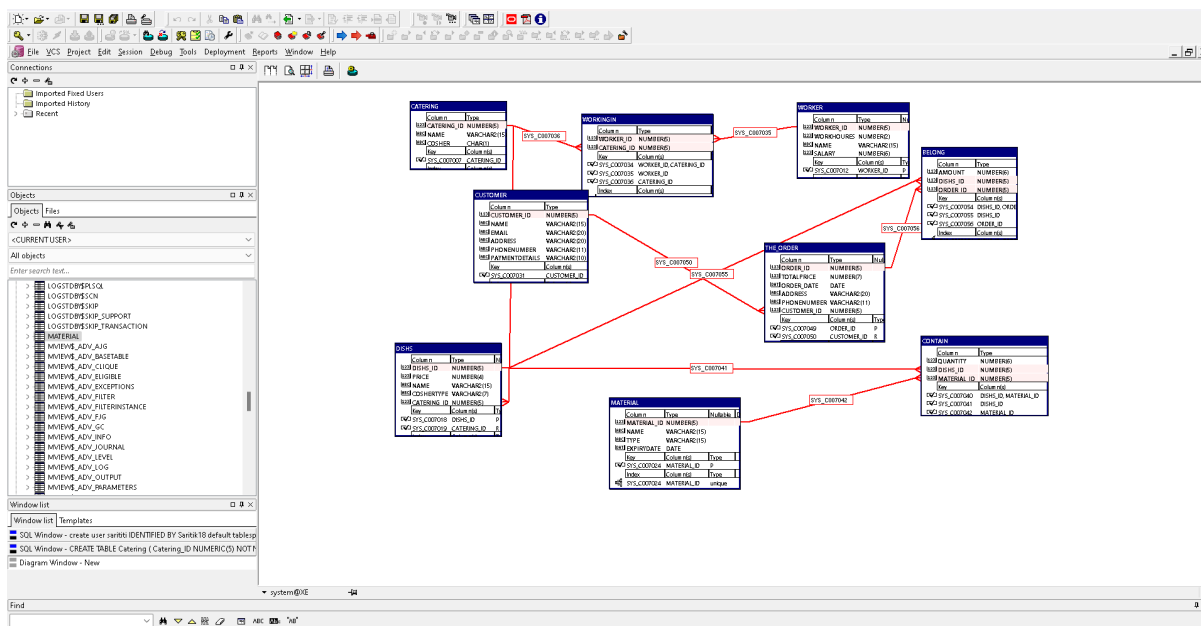 File VCS Project Edit Session Debug Tools Deployment Reports Window Help
Connections
Imported Fixed Users
Imported History
Recent
Objects
Objects Files
<CURRENT USER>
All objects
Enter search text...
LOGSTDBY$PLSQL
LOGSTDBY$SCN
LOGSTDBY$SKIP
LOGSTDBY$SKIP_SUPPORT
LOGSTDBY$SKIP_TRANSACTION
MATERIAL
MVIEW$_ADV_AJG
MVIEW$_ADV_BASETABLE
MVIEW$_ADV_CLIQUE
MVIEW$_ADV_ELIGIBLE
MVIEW$_ADV_EXCEPTIONS
MVIEW$_ADV_FILTER
MVIEW$_ADV_FILTERINSTANCE
MVIEW$_ADV_FJG
MVIEW$_ADV_GC
MVIEW$_ADV_INFO
MVIEW$_ADV_JOURNAL
MVIEW$_ADV_LEVEL
MVIEW$_ADV_LOG
MVIEW$_ADV_OUTPUT
MVIEW$_ADV_PARAMETERS
Window list
Window list Templates
SQL Window - create user sarititi IDENTIFIED BY Saritik18 default tablesp
SQL Window - CREATE TABLE Catering ( Catering_ID NUMERIC(5) NOT N
Diagram Window - New
CATERING
Column Type
CATERING_ID NUMBER(5)
NAME VARCHAR2(15
COSHER CHAR(1)
Key Column(s)
SYS_C007007 CATERING_ID
Index Column(s)
SYS_C007036
WORKINGIN
Column Type
WORKER_ID NUMBER(5)
CATERING_ID NUMBER(5)
Key Column(s)
SYS_C007034 WORKER_ID, CATERING_ID
SYS_C007035 WORKER_ID
SYS_C007036 CATERING_ID
Index Column(s)
SYS_C007035
WORKER
Column Type Nu
WORKER_ID NUMBER(5)
WORKHOURES NUMBER(2)
NAME VARCHAR2(15)
SALARY NUMBER(6)
Key Column(s) Ty
SYS_C007012 WORKER_ID P
BELONG
Column Type
AMOUNT NUMBER(6)
DISHS_ID NUMBER(5)
ORDER_ID NUMBER(5)
Key Column(s)
SYS_C007054 DISHS_ID, ORDE
SYS_C007055 DISHS_ID
SYS_C007056 ORDER_ID
Index Column(s)
CUSTOMER
Column Type
CUSTOMER_ID NUMBER(5)
NAME VARCHAR2(15)
EMAIL VARCHAR2(20)
ADDRESS VARCHAR2(20)
PHONENUMBER VARCHAR2(11)
PAYMENTDETAILS VARCHAR2(10)
Key Column(s)
SYS_C007031 CUSTOMER_ID
SYS_C007050
SYS_C007055
SYS_C007056
THE_ORDER
Column Type Null
ORDER_ID NUMBER(5)
TOTALPRICE NUMBER(7)
ORDER_DATE DATE
ADDRESS VARCHAR2(20)
PHONENUMBER VARCHAR2(11)
CUSTOMER_ID NUMBER(5)
Key Column(s) Type
SYS_C007049 ORDER_ID P
SYS_C007050 CUSTOMER_ID R
DISHS
Column Type N
DISHS_ID NUMBER(5)
PRICE NUMBER(4)
NAME VARCHAR2(15)
COSHERTYPE VARCHAR2(7)
CATERING_ID NUMBER(5)
Key Column(s) Ty
SYS_C007018 DISHS_ID P
SYS_C007019 CATERING_ID R
SYS_C007041
SYS_C007042
MATERIAL
Column Type Nullable D
MATERIAL_ID NUMBER(5)
NAME VARCHAR2(15)
TYPE VARCHAR2(15)
EXPIRYDATE DATE
Key Column(s) Type
SYS_C007024 MATERIAL_ID P
Index Column(s) Type
SYS_C007024 MATERIAL_ID unique
CONTAIN
Column Type
QUANTITY NUMBER(6)
DISHS_ID NUMBER(5)
MATERIAL_ID NUMBER(5)
Key Column(s)
SYS_C007040 DISHS_ID, MATERIAL_ID
SYS_C007041 DISHS_ID
SYS_C007042 MATERIAL_ID
system@XE
Find
ABC "AB"